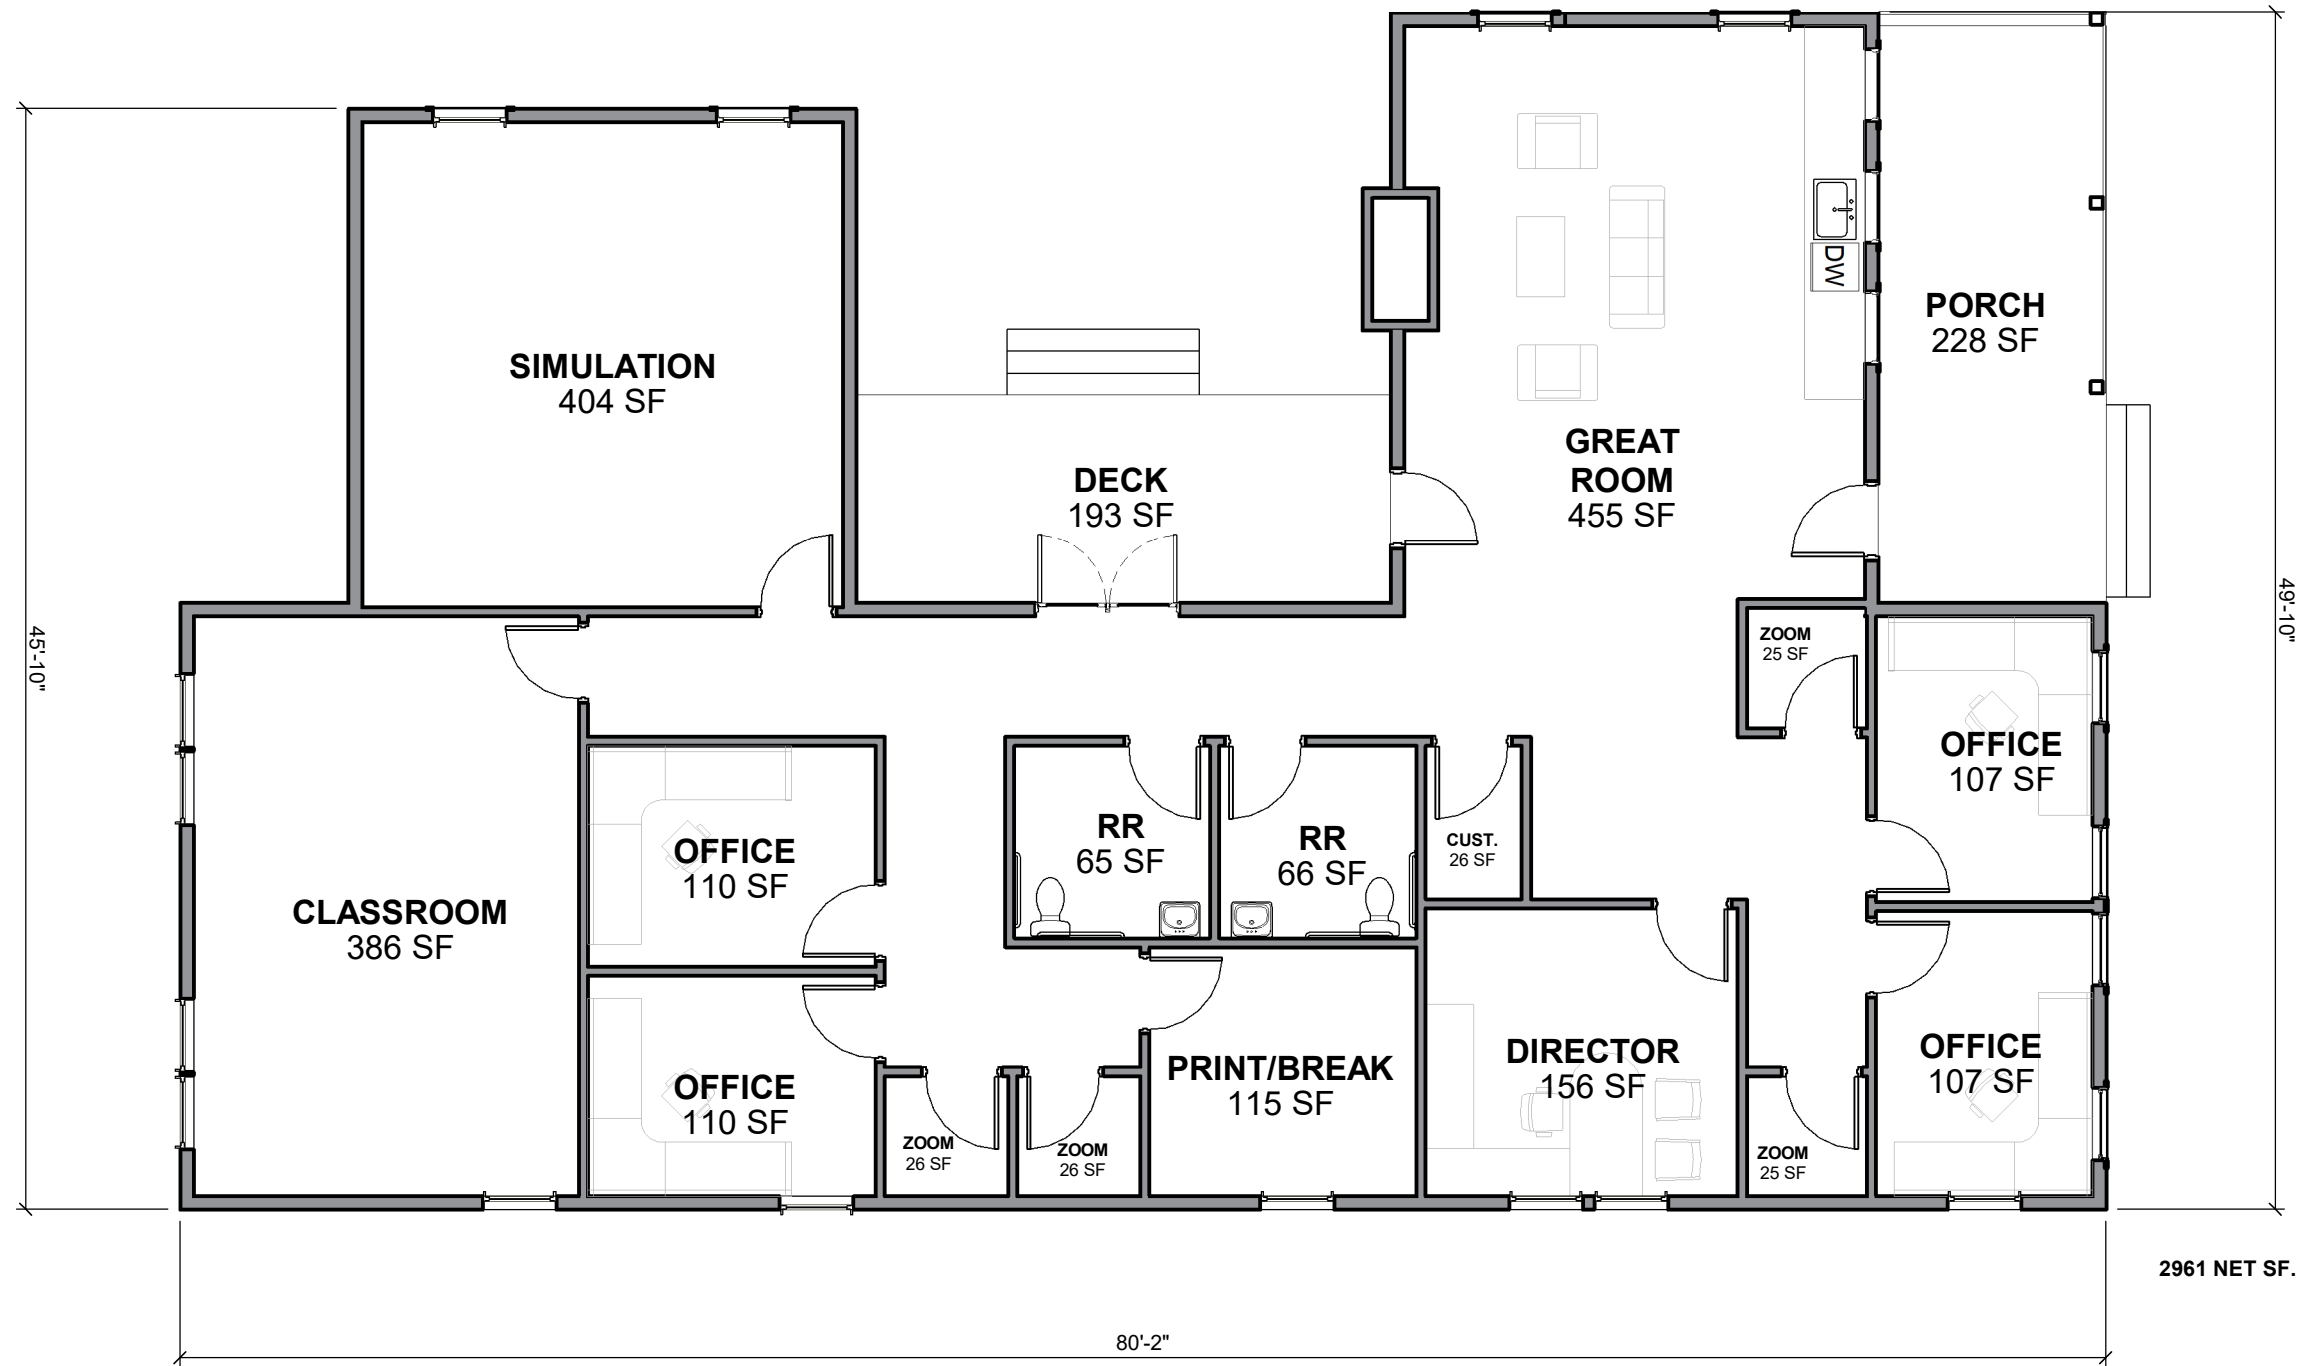 DW
PORCH
228 SF
SIMULATION
404 SF
GREAT
ROOM
455 SF
DECK
193 SF
45'-10"
49'-10"
ZOOM
25 SF
OFFICE
107 SF
RR
65 SF
RR
66 SF
CUST.
26 SF
OFFICE
110 SF
CLASSROOM
386 SF
OFFICE
110 SF
PRINT/BREAK
115 SF
DIRECTOR
156 SF
OFFICE
107 SF
ZOOM
26 SF
ZOOM
26 SF
ZOOM
25 SF
2961 NET SF.
80'-2"